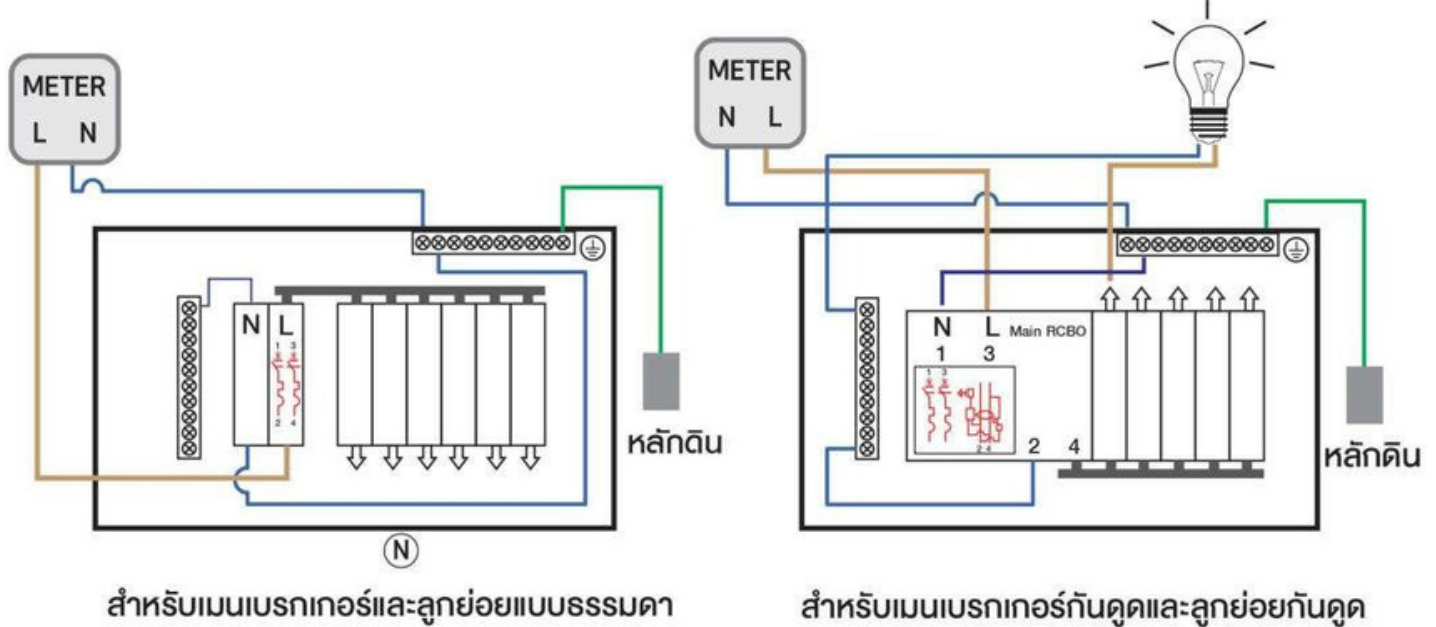 METER
L N
N L
1 3
2 4
หลักดิน
N
สำหรับเมนเบรกเกอร์และลูกย่อยแบบธรรมดา
METER
N L
N L Main RCBO
1 3
1 3
2 4
2 4
หลักดิน
สำหรับเมนเบรกเกอร์กันดูดและลูกย่อยกันดูด